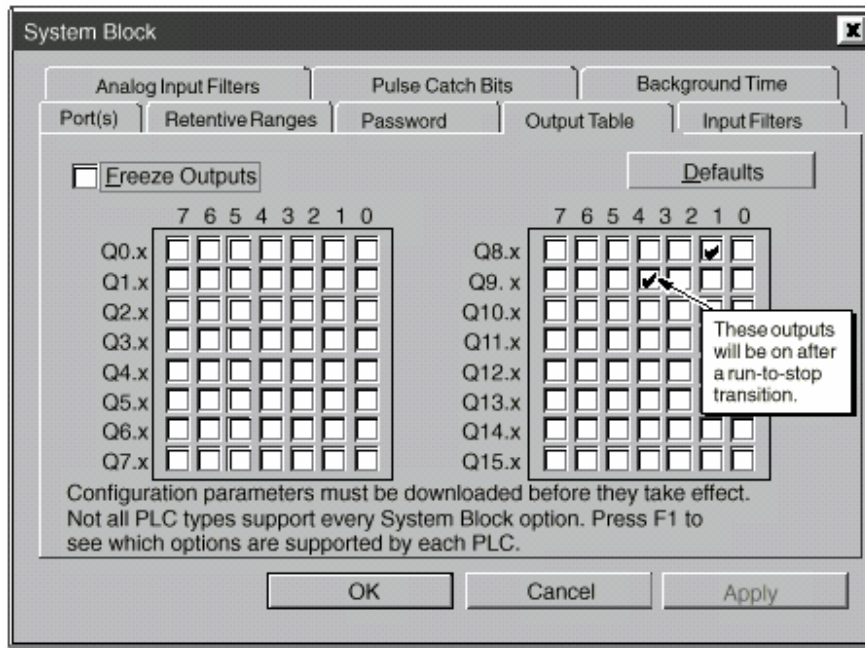 System Block
Analog Input Filters Pulse Catch Bits Background Time
Port(s) Retentive Ranges Password Output Table Input Filters
Freeze Outputs
Defaults
7 6 5 4 3 2 1 0
Q0.x
Q1.x
Q2.x
Q3.x
Q4.x
Q5.x
Q6.x
Q7.x
7 6 5 4 3 2 1 0
Q8.x
Q9. x
Q10.x
Q11.x
Q12.x
Q13.x
Q14.x
Q15.x
These outputs
will be on after
a run-to-stop
transition.
Configuration parameters must be downloaded before they take effect.
Not all PLC types support every System Block option. Press F1 to
see which options are supported by each PLC.
OK Cancel Apply